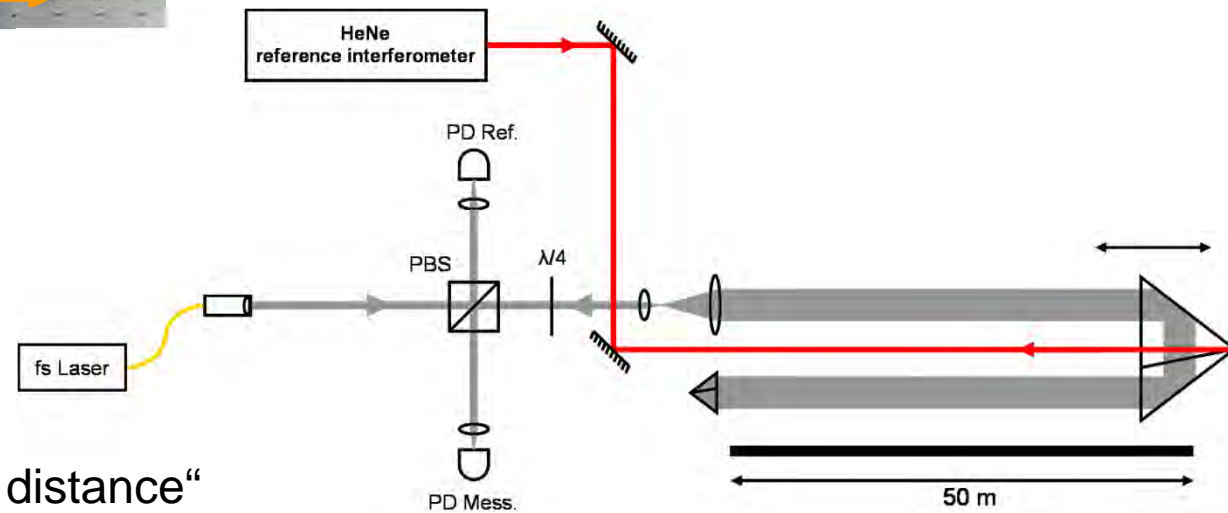 HeNe
reference interferometer
PD Ref.
PBS
λ/4
fs Laser
distance“
PD Mess.
50 m